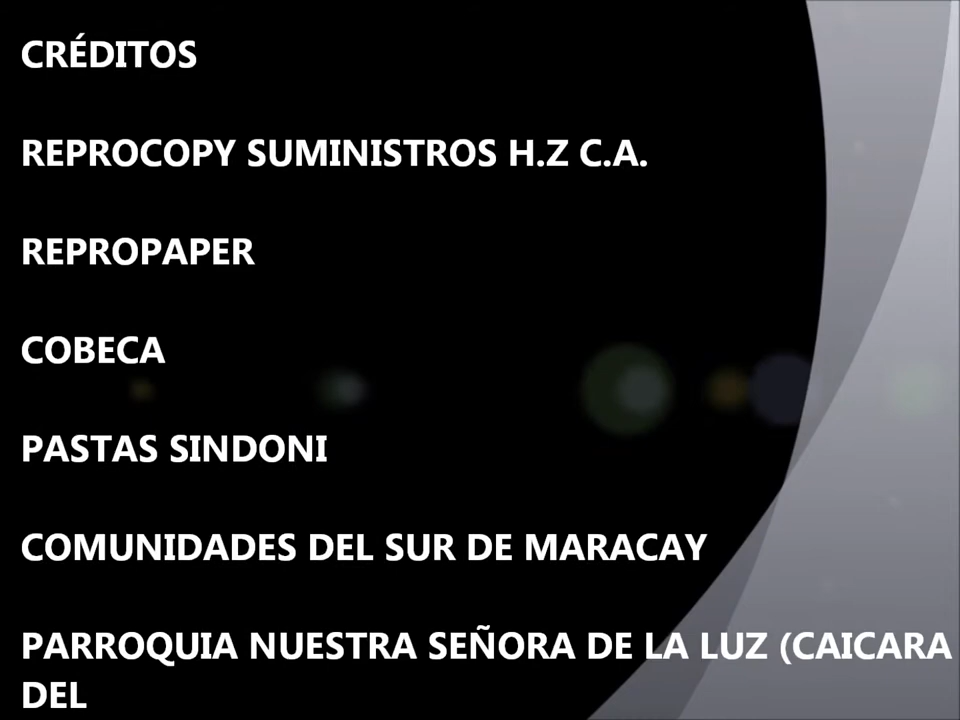 CRÉDITOS
REPROCOPY SUMINISTROS H.Z C.A.
REPROPAPER
COBECA
PASTAS SINDONI
COMUNIDADES DEL SUR DE MARACAY
PARROQUIA NUESTRA SEÑORA DE LA LUZ (CAICARA
DEL